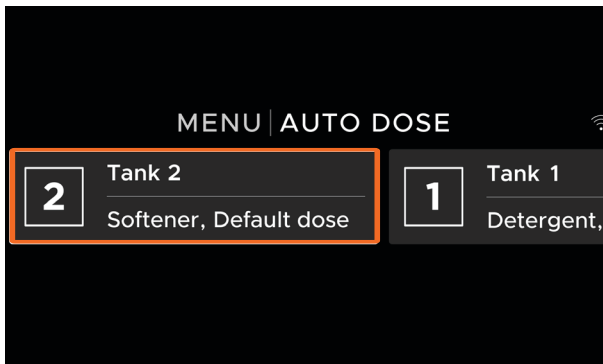 MENU | AUTO DOSE
2
Tank 2
Softener, Default dose
1
Tank 1
Detergent,